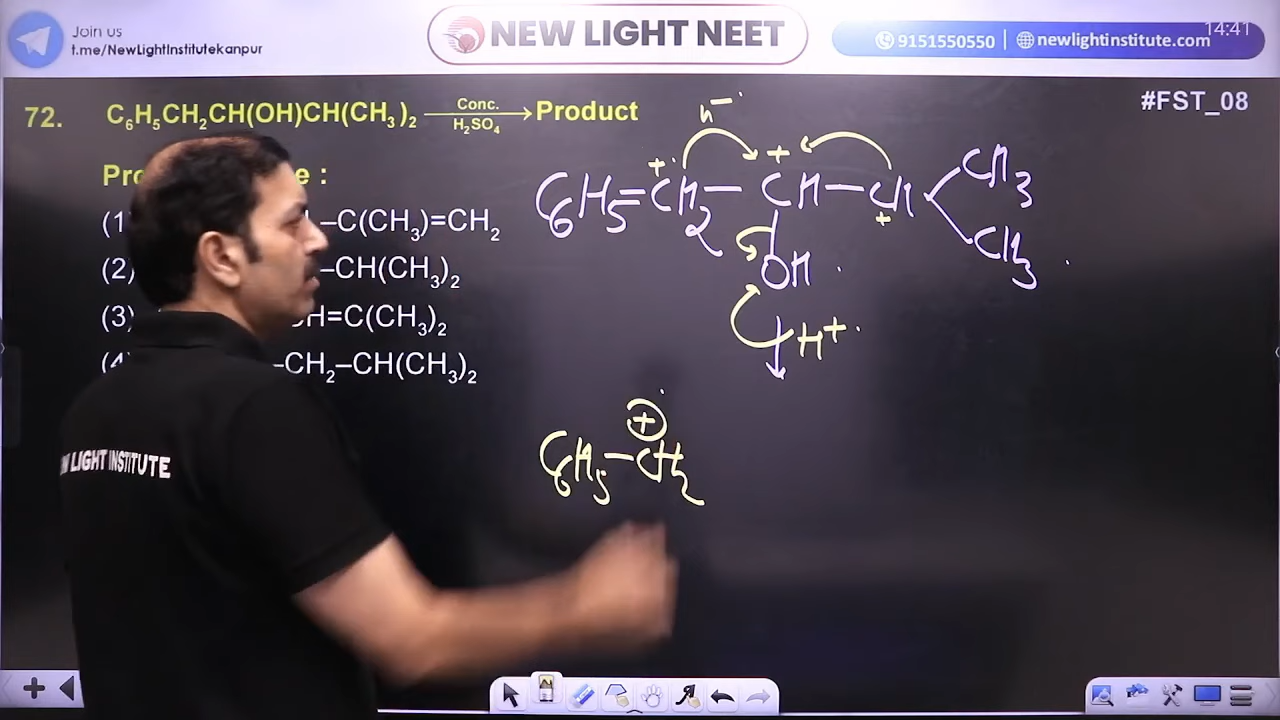 Join us
t.me/NewLightInstitutekanpur
NEW LIGHT NEET
9151550550 | newlightinstitute.com
14:41
#FST_08
72. C₆H₅CH₂CH(OH)CH(CH₃)₂ Conc. H₂SO₄ → Product
(1) –C(CH₃)=CH₂
(2) –CH(CH₃)₂
(3) H=C(CH₃)₂
(4) –CH₂–CH(CH₃)₂
H⁻
+ + +
C₆H₅–CH₂–CH–CH
CH₃
CH₃
OH
H⁺
+
C₆H₅–CH₂
LIGHT INSTITUTE